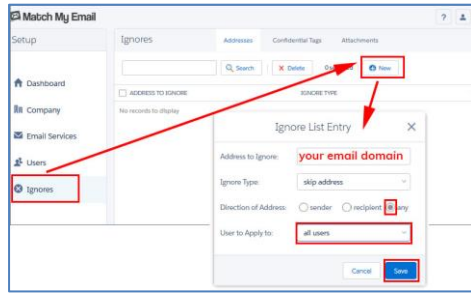 Match My Email
?
Setup
Ignores
Addresses
Confidential Tags
Attachments
Search
Delete
New
Dashboard
ADDRESS TO IGNORE
IGNORE TYPE
Company
No records to display
Email Services
Ignore List Entry
Users
Address to Ignore:
your email domain
Ignores
Ignore Type:
skip address
Direction of Address:
sender
recipient
any
User to Apply to:
all users
Cancel
Save